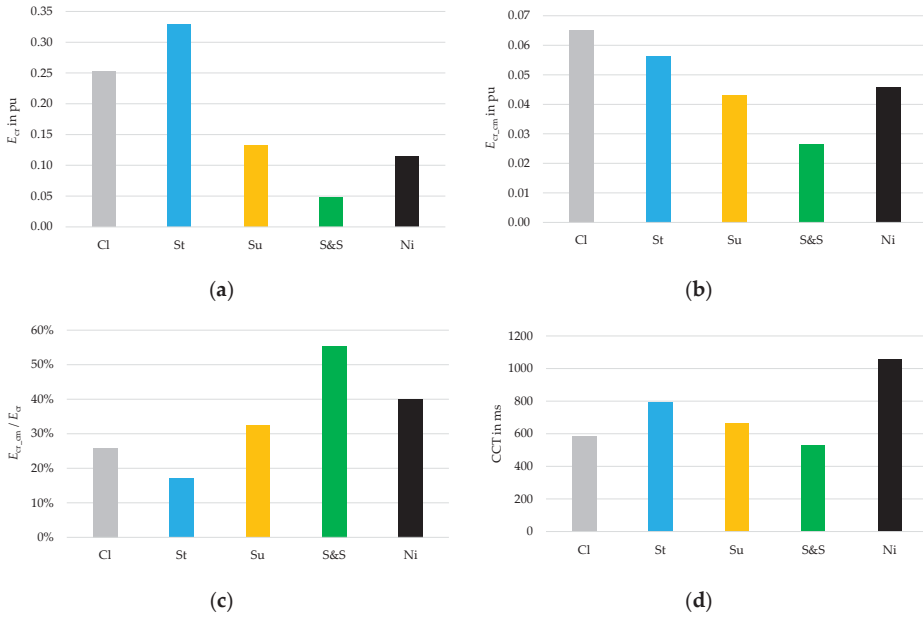 0.35
0.30
0.25
0.20
0.15
0.10
0.05
0.00
E_cr in pu
Cl St Su S&S Ni
(a)
0.07
0.06
0.05
0.04
0.03
0.02
0.01
0.00
E_cr_cm in pu
Cl St Su S&S Ni
(b)
60%
50%
40%
30%
20%
10%
0%
E_cr_cm / E_cr
Cl St Su S&S Ni
(c)
1200
1000
800
600
400
200
0
CCT in ms
Cl St Su S&S Ni
(d)